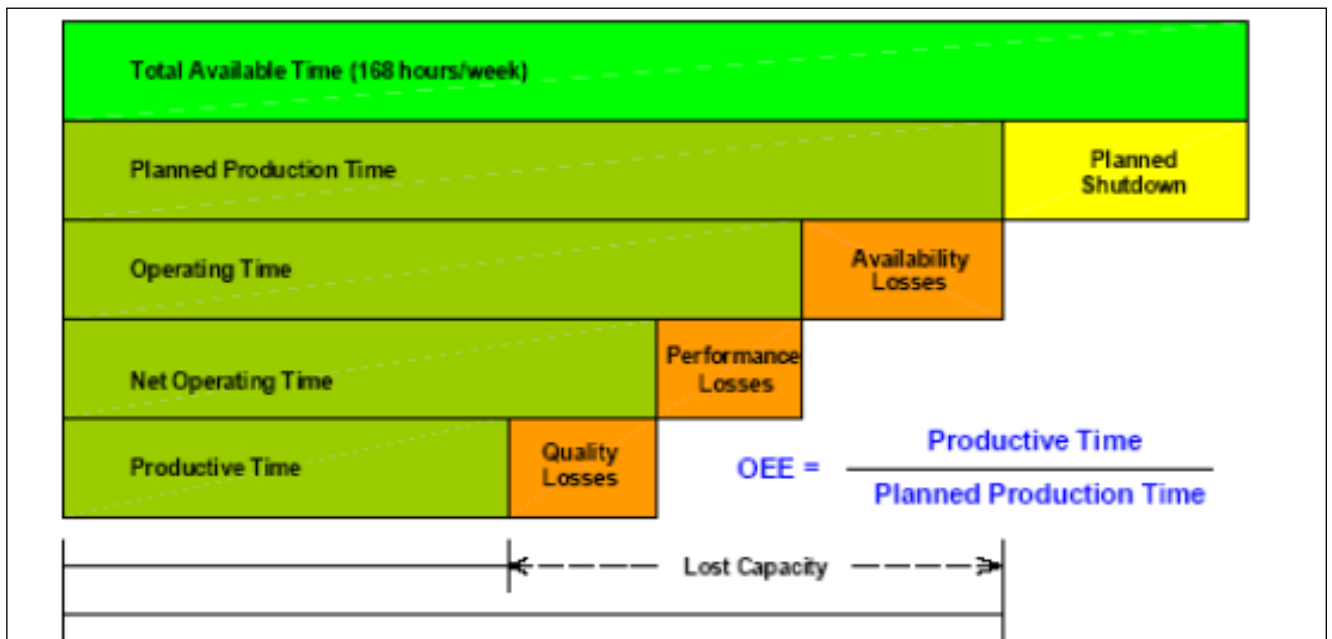 Total Available Time (168 hours/week)
Planned Production Time
Planned
Shutdown
Operating Time
Availability
Losses
Net Operating Time
Performance
Losses
Productive Time
Quality
Losses
OEE =
Productive Time
Planned Production Time
Lost Capacity